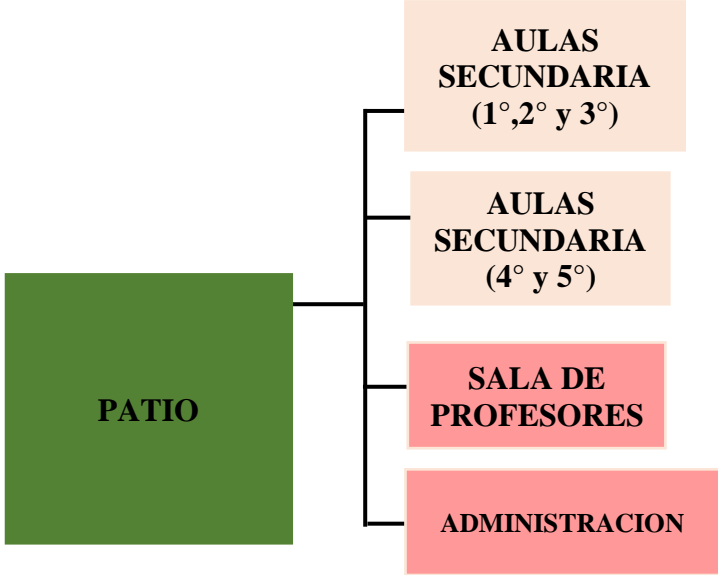 AULAS
SECUNDARIA
(1°,2° y 3°)
AULAS
SECUNDARIA
(4° y 5°)
PATIO
SALA DE
PROFESORES
ADMINISTRACION